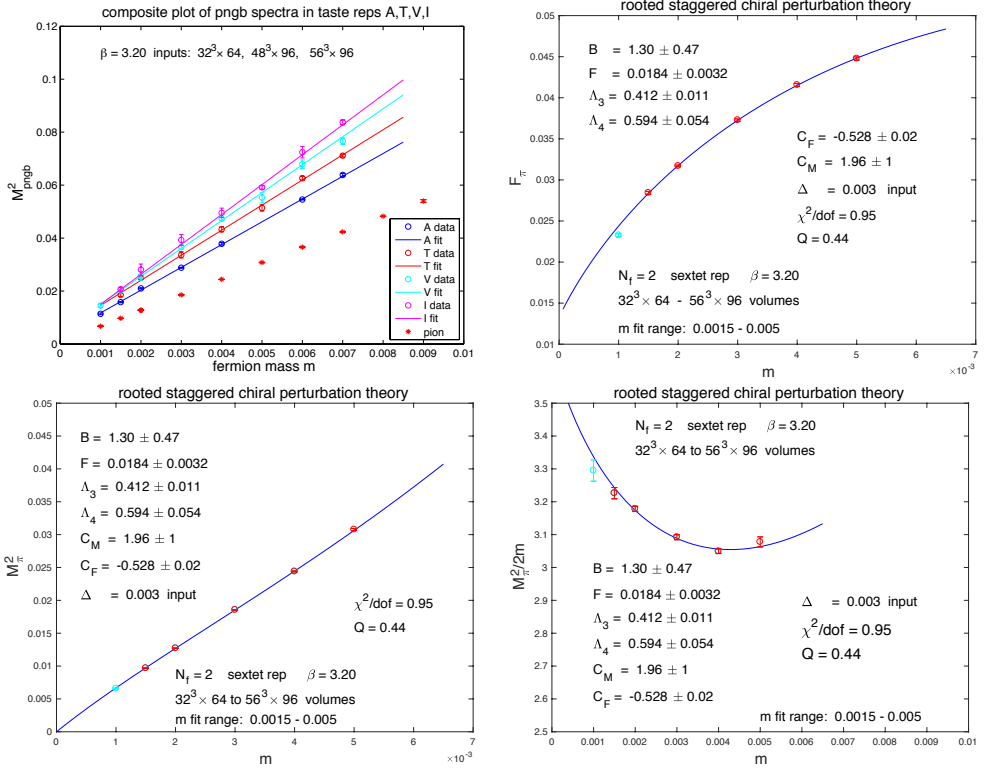 composite plot of pngb spectra in taste reps A,T,V,I
β = 3.20 inputs: 32³× 64, 48³× 96, 56³× 96
0.12
0.1
0.08
0.06
0.04
0.02
0
M²pngb
A data
A fit
T data
T fit
V data
V fit
I data
I fit
pion
0 0.001 0.002 0.003 0.004 0.005 0.006 0.007 0.008 0.009 0.01
fermion mass m
rooted staggered chiral perturbation theory
0.05
0.045
0.04
0.035
0.03
0.025
0.02
0.015
0.01
F_π
B = 1.30 ± 0.47
F = 0.0184 ± 0.0032
Λ₃ = 0.412 ± 0.011
Λ₄ = 0.594 ± 0.054
C_F = -0.528 ± 0.02
C_M = 1.96 ± 1
Δ = 0.003 input
χ²/dof = 0.95
Q = 0.44
N_f = 2 sextet rep β = 3.20
32³× 64 - 56³× 96 volumes
m fit range: 0.0015 - 0.005
0 1 2 3 4 5 6 7
×10⁻³
m
rooted staggered chiral perturbation theory
0.05
0.045
0.04
0.035
0.03
0.025
0.02
0.015
0.01
0.005
0
M²_π
B = 1.30 ± 0.47
F = 0.0184 ± 0.0032
Λ₃ = 0.412 ± 0.011
Λ₄ = 0.594 ± 0.054
C_M = 1.96 ± 1
C_F = -0.528 ± 0.02
Δ = 0.003 input
χ²/dof = 0.95
Q = 0.44
N_f = 2 sextet rep β = 3.20
32³× 64 to 56³× 96 volumes
m fit range: 0.0015 - 0.005
0 1 2 3 4 5 6 7
×10⁻³
m
rooted staggered chiral perturbation theory
3.5
3.4
3.3
3.2
3.1
3
2.9
2.8
2.7
2.6
2.5
M²_π/2m
N_f = 2 sextet rep β = 3.20
32³× 64 to 56³× 96 volumes
B = 1.30 ± 0.47
F = 0.0184 ± 0.0032
Λ₃ = 0.412 ± 0.011
Λ₄ = 0.594 ± 0.054
C_M = 1.96 ± 1
C_F = -0.528 ± 0.02
Δ = 0.003 input
χ²/dof = 0.95
Q = 0.44
m fit range: 0.0015 - 0.005
0 0.001 0.002 0.003 0.004 0.005 0.006 0.007 0.008 0.009 0.01
m